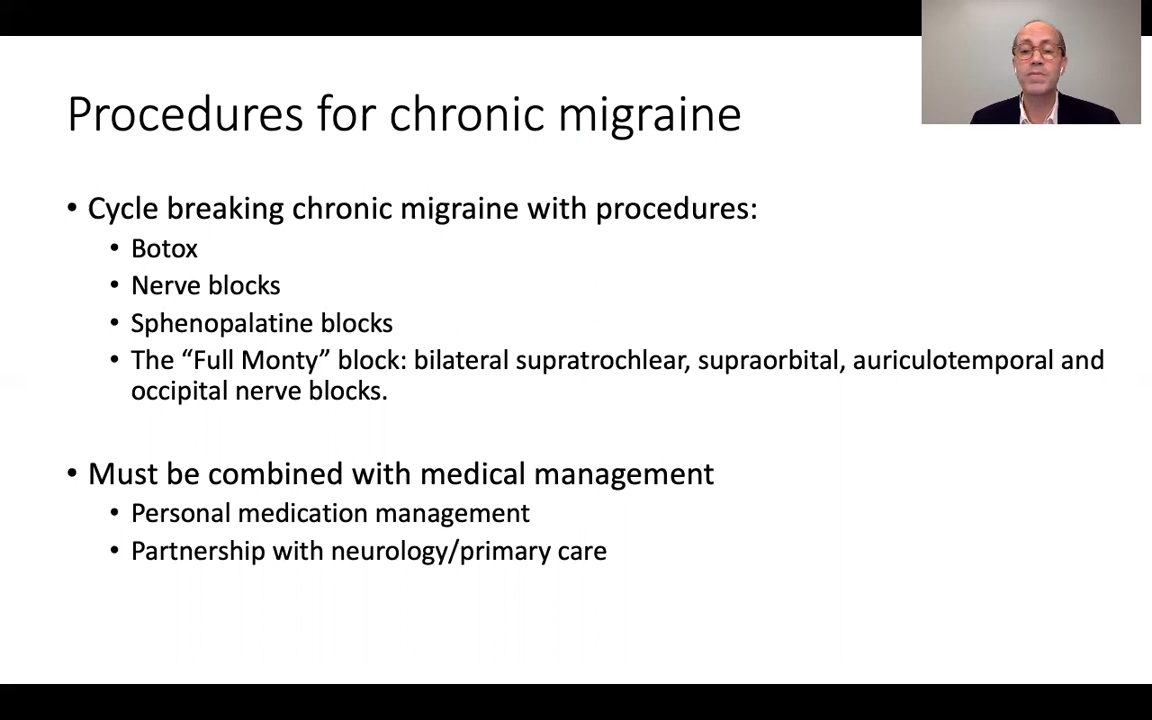 Procedures for chronic migraine
• Cycle breaking chronic migraine with procedures:
• Botox
• Nerve blocks
• Sphenopalatine blocks
• The “Full Monty” block: bilateral supratrochlear, supraorbital, auriculotemporal and
occipital nerve blocks.
• Must be combined with medical management
• Personal medication management
• Partnership with neurology/primary care